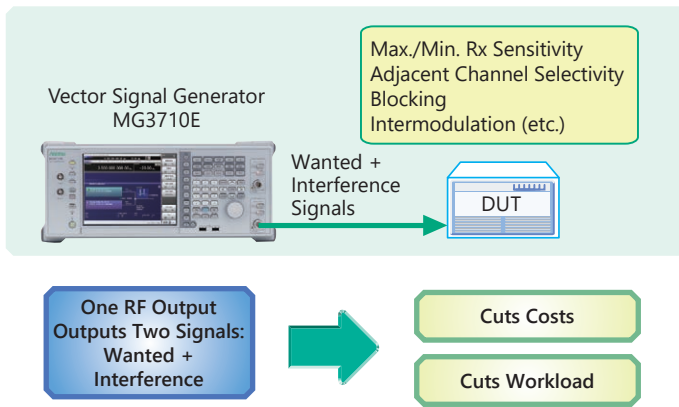 Max./Min. Rx Sensitivity
Adjacent Channel Selectivity
Blocking
Intermodulation (etc.)
Vector Signal Generator
MG3710E
Wanted +
Interference
Signals
DUT
One RF Output
Outputs Two Signals:
Wanted +
Interference
Cuts Costs
Cuts Workload